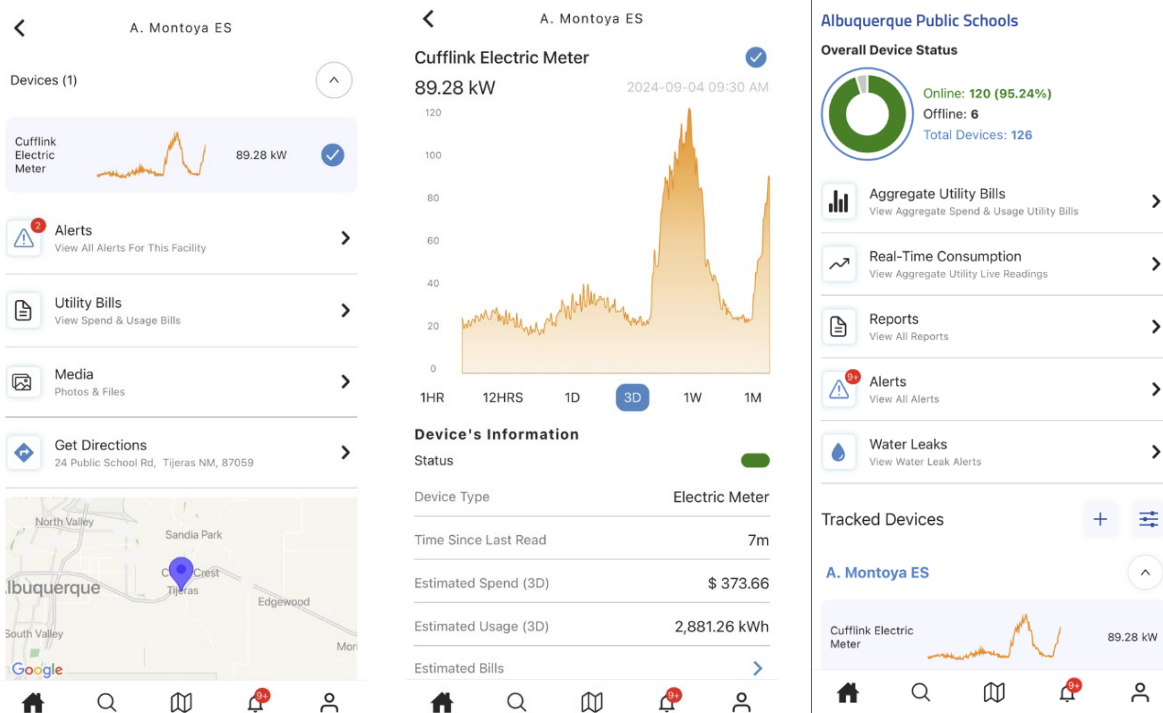 A. Montoya ES
Devices (1)
Cufflink
Electric
Meter
89.28 kW
2
Alerts
View All Alerts For This Facility
Utility Bills
View Spend & Usage Bills
Media
Photos & Files
Get Directions
24 Public School Rd, Tijeras NM, 87059
North Valley
Sandia Park
Crest
Tijeras
lbuquerque
Edgewood
South Valley
Mori
Google
9+
A. Montoya ES
Cufflink Electric Meter
89.28 kW
2024-09-04 09:30 AM
120
100
80
60
40
20
0
1HR 12HRS 1D 3D 1W 1M
Device's Information
Status
Device Type Electric Meter
Time Since Last Read 7m
Estimated Spend (3D) $ 373.66
Estimated Usage (3D) 2,881.26 kWh
Estimated Bills
9+
Albuquerque Public Schools
Overall Device Status
Online: 120 (95.24%)
Offline: 6
Total Devices: 126
Aggregate Utility Bills
View Aggregate Spend & Usage Utility Bills
Real-Time Consumption
View Aggregate Utility Live Readings
Reports
View All Reports
9+
Alerts
View All Alerts
Water Leaks
View Water Leak Alerts
Tracked Devices
A. Montoya ES
Cufflink Electric
Meter
89.28 kW
9+